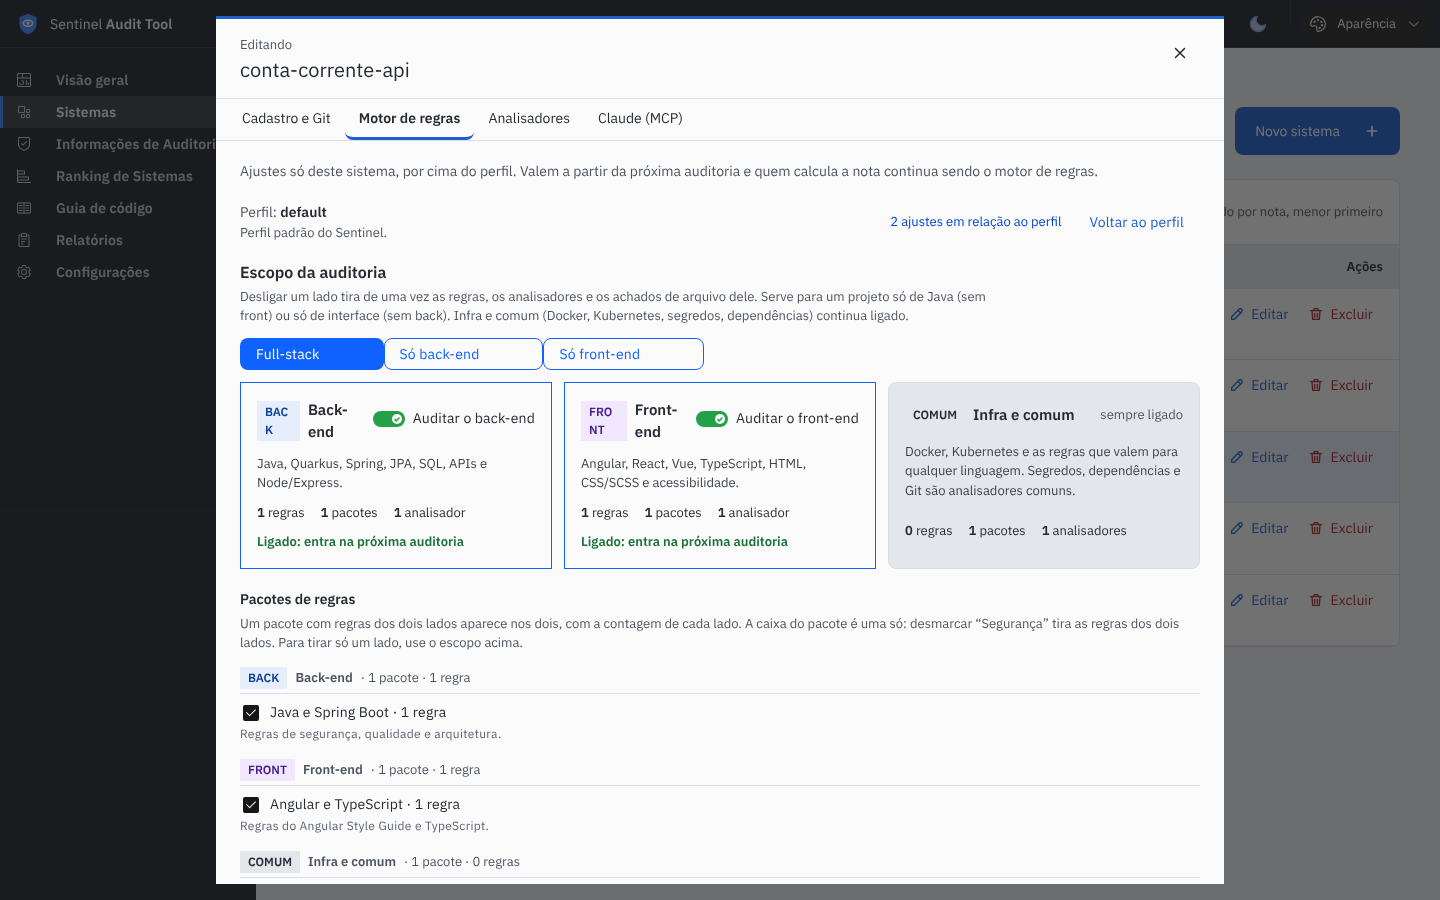 Sentinel Audit Tool
Aparência
Visão geral
Sistemas
Informações de Auditori
Ranking de Sistemas
Guia de código
Relatórios
Configurações
Novo sistema
do por nota, menor primeiro
Ações
Editar Excluir
Editar Excluir
Editar Excluir
Editar Excluir
Editar Excluir
Editando
conta-corrente-api
Cadastro e Git Motor de regras Analisadores Claude (MCP)
Ajustes só deste sistema, por cima do perfil. Valem a partir da próxima auditoria e quem calcula a nota continua sendo o motor de regras.
Perfil: default
Perfil padrão do Sentinel.
2 ajustes em relação ao perfil Voltar ao perfil
Escopo da auditoria
Desligar um lado tira de uma vez as regras, os analisadores e os achados de arquivo dele. Serve para um projeto só de Java (sem
front) ou só de interface (sem back). Infra e comum (Docker, Kubernetes, segredos, dependências) continua ligado.
Full-stack Só back-end Só front-end
BAC
K
Back-
end
Auditar o back-end
Java, Quarkus, Spring, JPA, SQL, APIs e
Node/Express.
1 regras 1 pacotes 1 analisador
Ligado: entra na próxima auditoria
FRO
NT
Front-
end
Auditar o front-end
Angular, React, Vue, TypeScript, HTML,
CSS/SCSS e acessibilidade.
1 regras 1 pacotes 1 analisador
Ligado: entra na próxima auditoria
COMUM Infra e comum sempre ligado
Docker, Kubernetes e as regras que valem para
qualquer linguagem. Segredos, dependências e
Git são analisadores comuns.
0 regras 1 pacotes 1 analisadores
Pacotes de regras
Um pacote com regras dos dois lados aparece nos dois, com a contagem de cada lado. A caixa do pacote é uma só: desmarcar “Segurança” tira as regras dos dois
lados. Para tirar só um lado, use o escopo acima.
BACK Back-end · 1 pacote · 1 regra
Java e Spring Boot · 1 regra
Regras de segurança, qualidade e arquitetura.
FRONT Front-end · 1 pacote · 1 regra
Angular e TypeScript · 1 regra
Regras do Angular Style Guide e TypeScript.
COMUM Infra e comum · 1 pacote · 0 regras